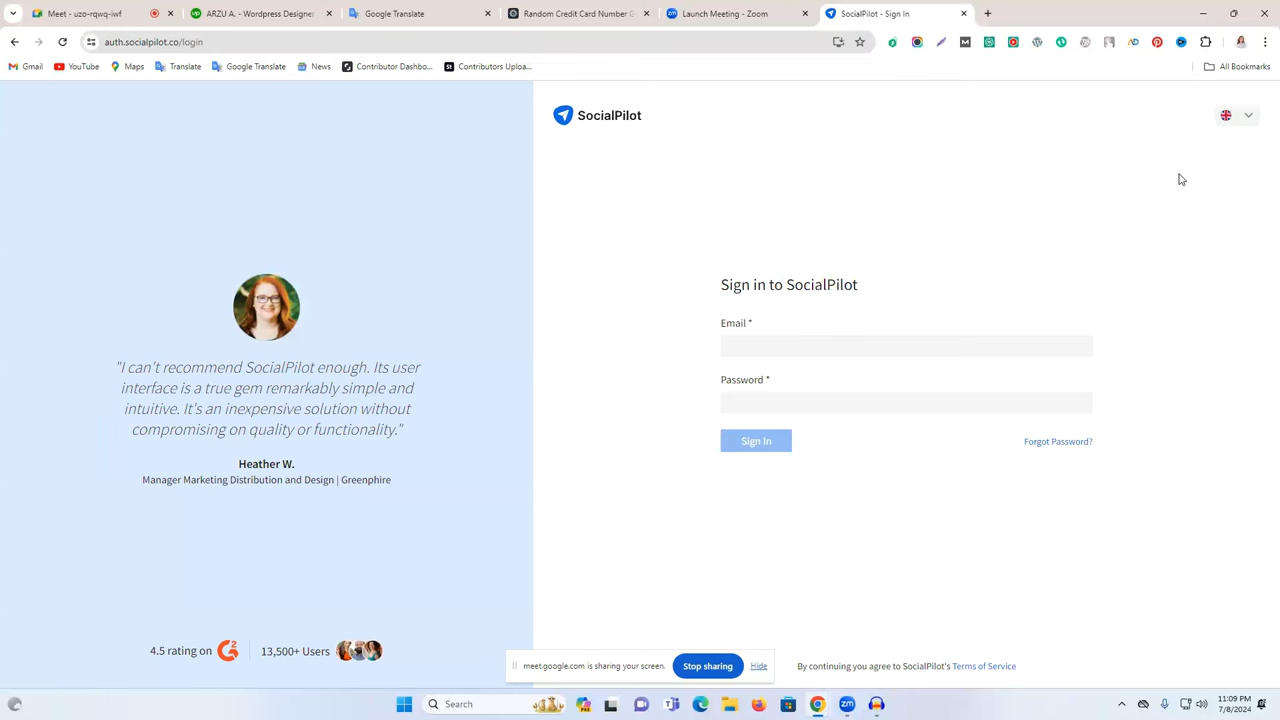 Meet - uzo-rqwq-iwj
ARZU A. - Wordpress Designer
Google Translate
Random Credit Card Number G
Launch Meeting - Zoom
SocialPilot - Sign In
auth.socialpilot.co/login
Gmail
YouTube
Maps
Translate
Google Translate
News
Contributor Dashbo...
Contributors Uploa...
All Bookmarks
SocialPilot
Sign in to SocialPilot
Email *
Password *
Sign In
Forgot Password?
"I can't recommend SocialPilot enough. Its user
interface is a true gem remarkably simple and
intuitive. It's an inexpensive solution without
compromising on quality or functionality."
Heather W.
Manager Marketing Distribution and Design | Greenphire
4.5 rating on G2
13,500+ Users
meet.google.com is sharing your screen.
Stop sharing
Hide
By continuing you agree to SocialPilot's Terms of Service
Search
11:09 PM
7/8/2024